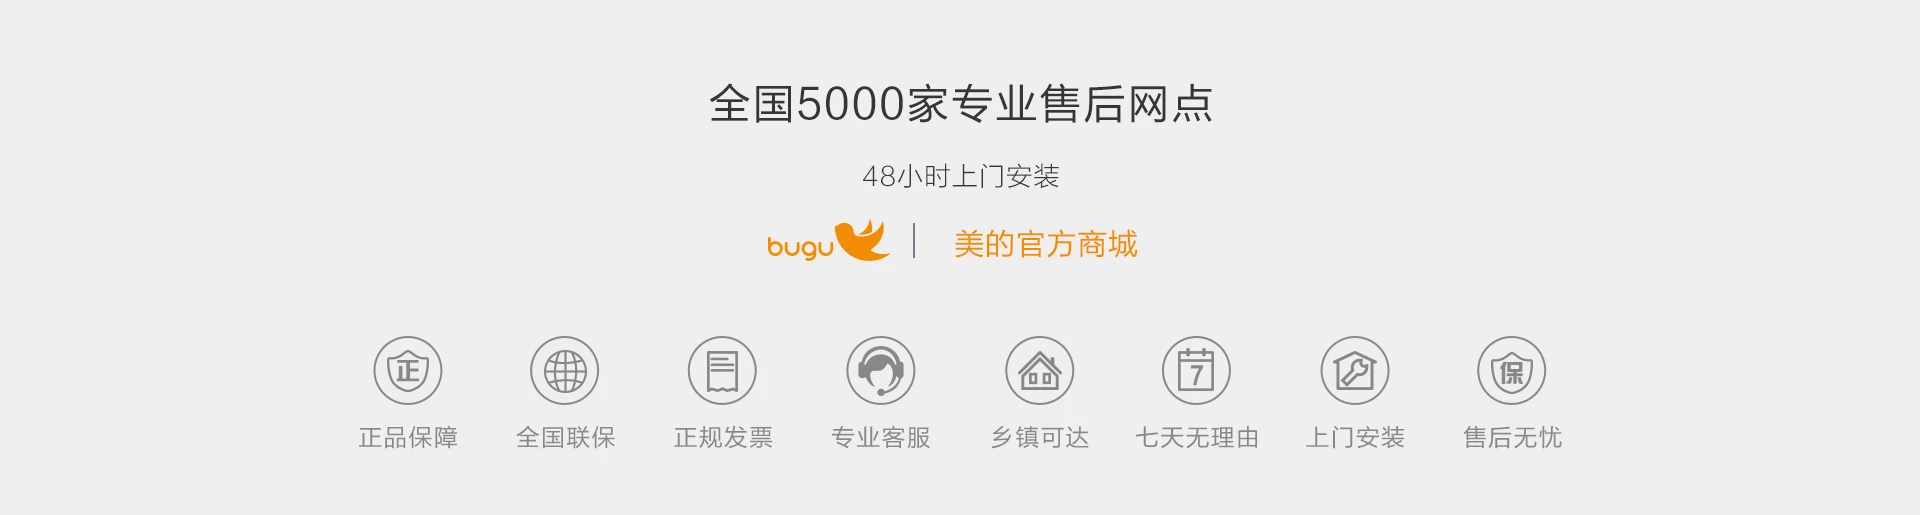 全国5000家专业售后网点
48小时上门安装
bugu 美的官方商城
正 7 保
正品保障 全国联保 正规发票 专业客服 乡镇可达 七天无理由 上门安装 售后无忧